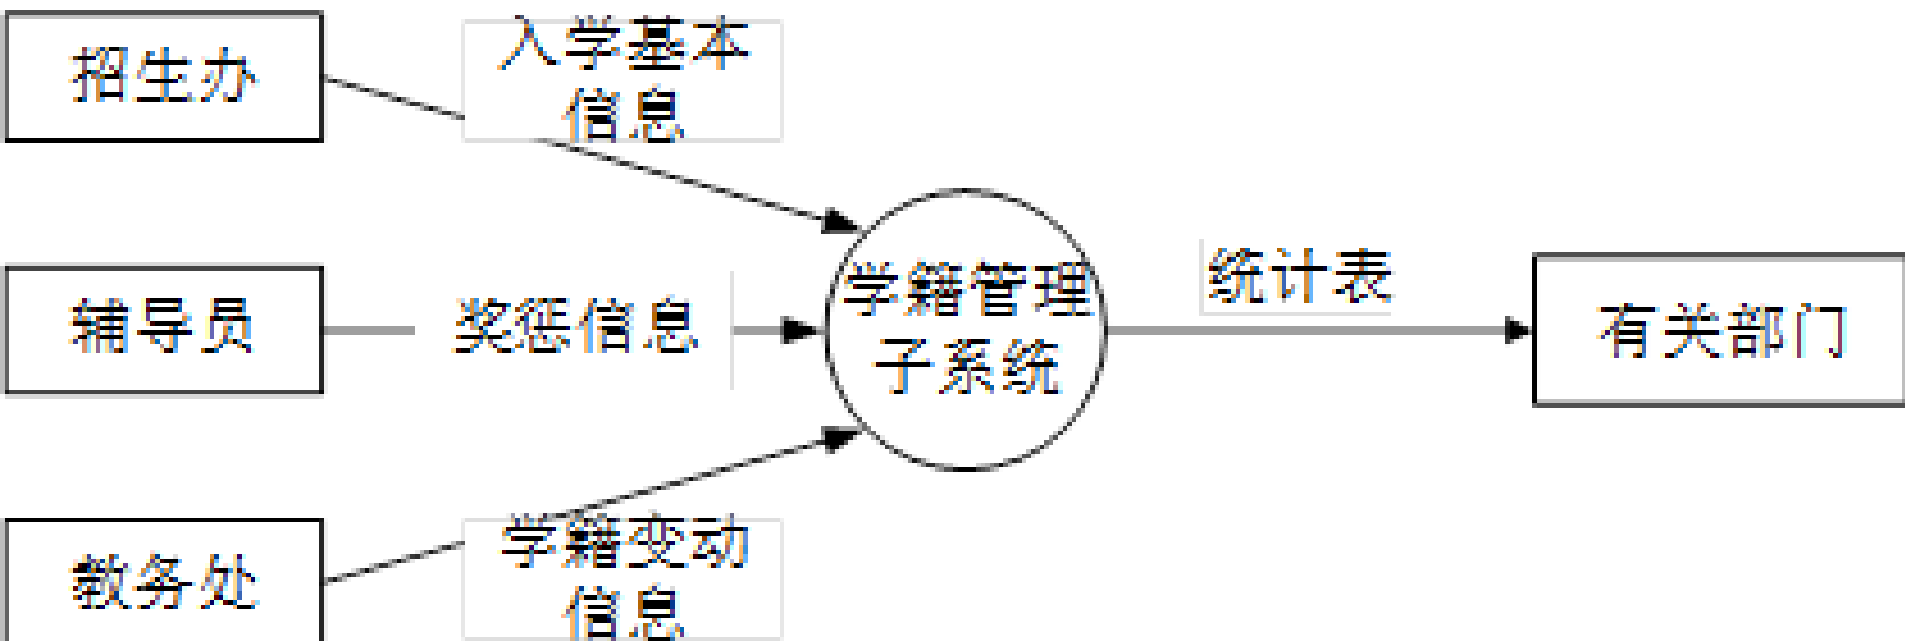 招生办
入学基本
信息
辅导员
奖惩信息
学籍管理
子系统
统计表
有关部门
教务处
学籍变动
信息